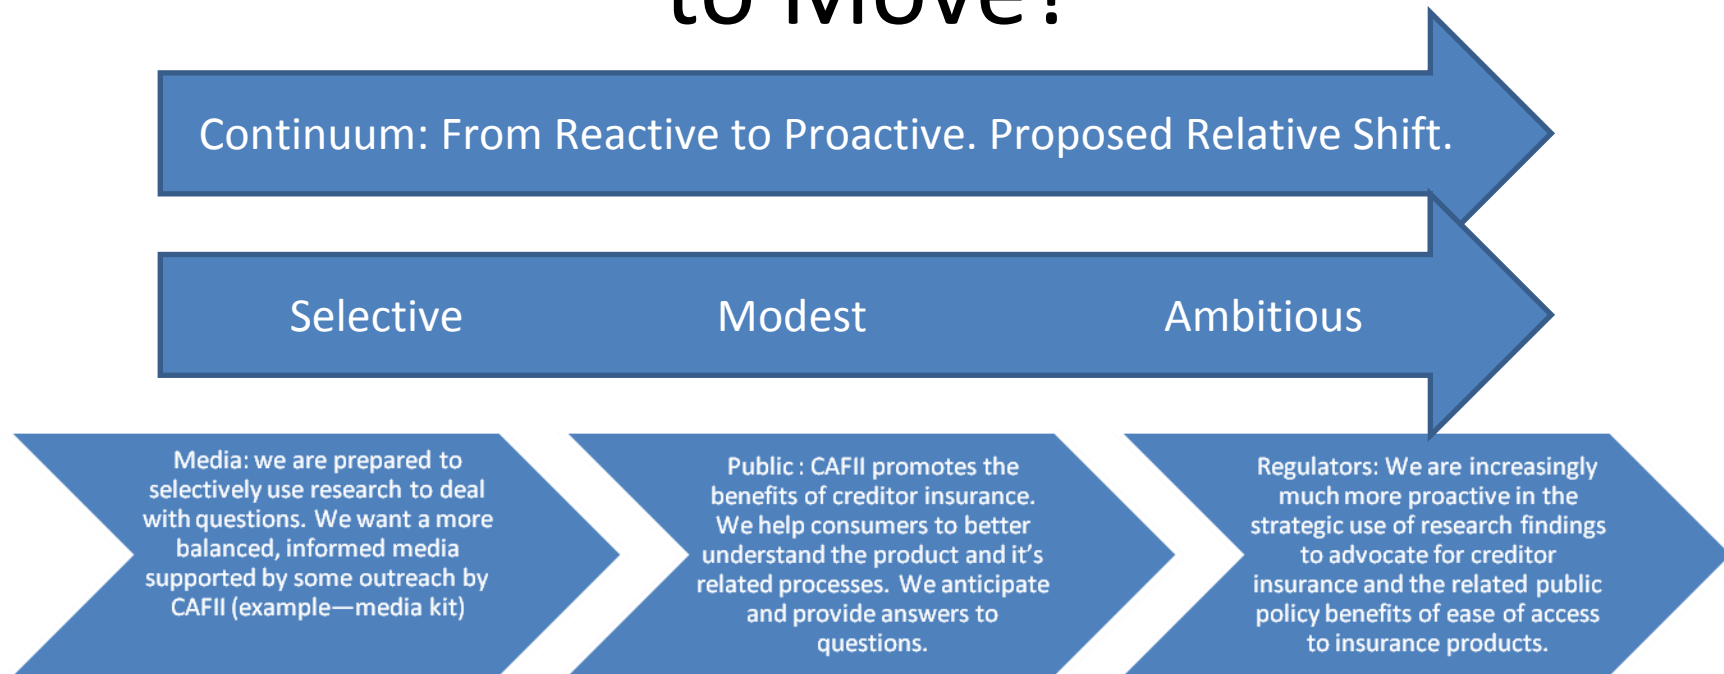 to Move?
Continuum: From Reactive to Proactive. Proposed Relative Shift.
Selective Modest Ambitious
Media: we are prepared to
selectively use research to deal
with questions. We want a more
balanced, informed media
supported by some outreach by
CAFII (example—media kit)
Public : CAFII promotes the
benefits of creditor insurance.
We help consumers to better
understand the product and it's
related processes. We anticipate
and provide answers to
questions.
Regulators: We are increasingly
much more proactive in the
strategic use of research findings
to advocate for creditor
insurance and the related public
policy benefits of ease of access
to insurance products.